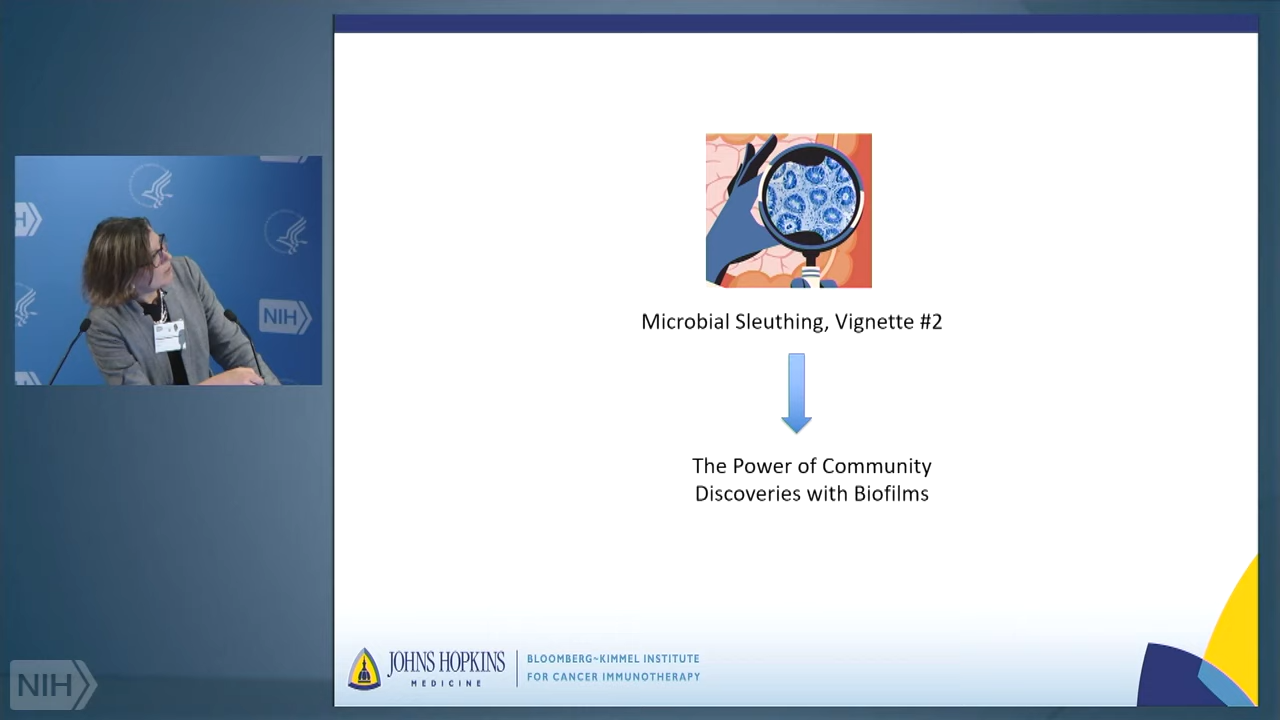 Microbial Sleuthing, Vignette #2
The Power of Community
Discoveries with Biofilms
JOHNS HOPKINS
MEDICINE
BLOOMBERG~KIMMEL INSTITUTE
FOR CANCER IMMUNOTHERAPY
NIH
NIH